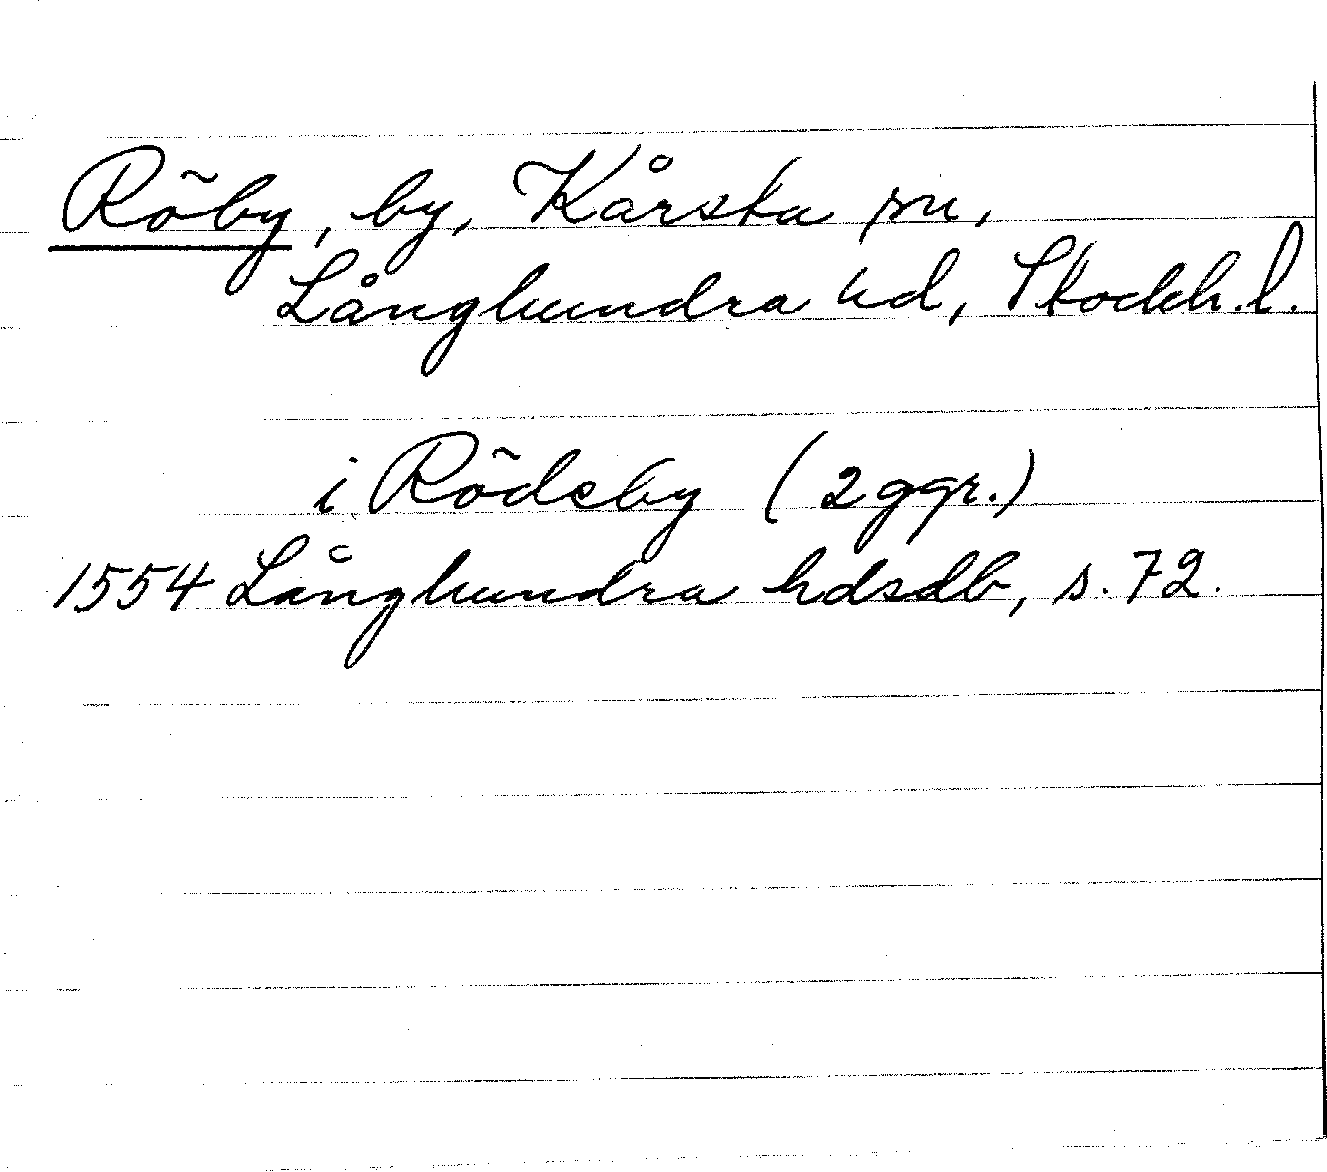 Röby, by, Kårsta sn,
Långhundra hd, Stockh. l.
i Rödeby (2 ggr.)
1554 Långhundra hdsdb, s. 72.